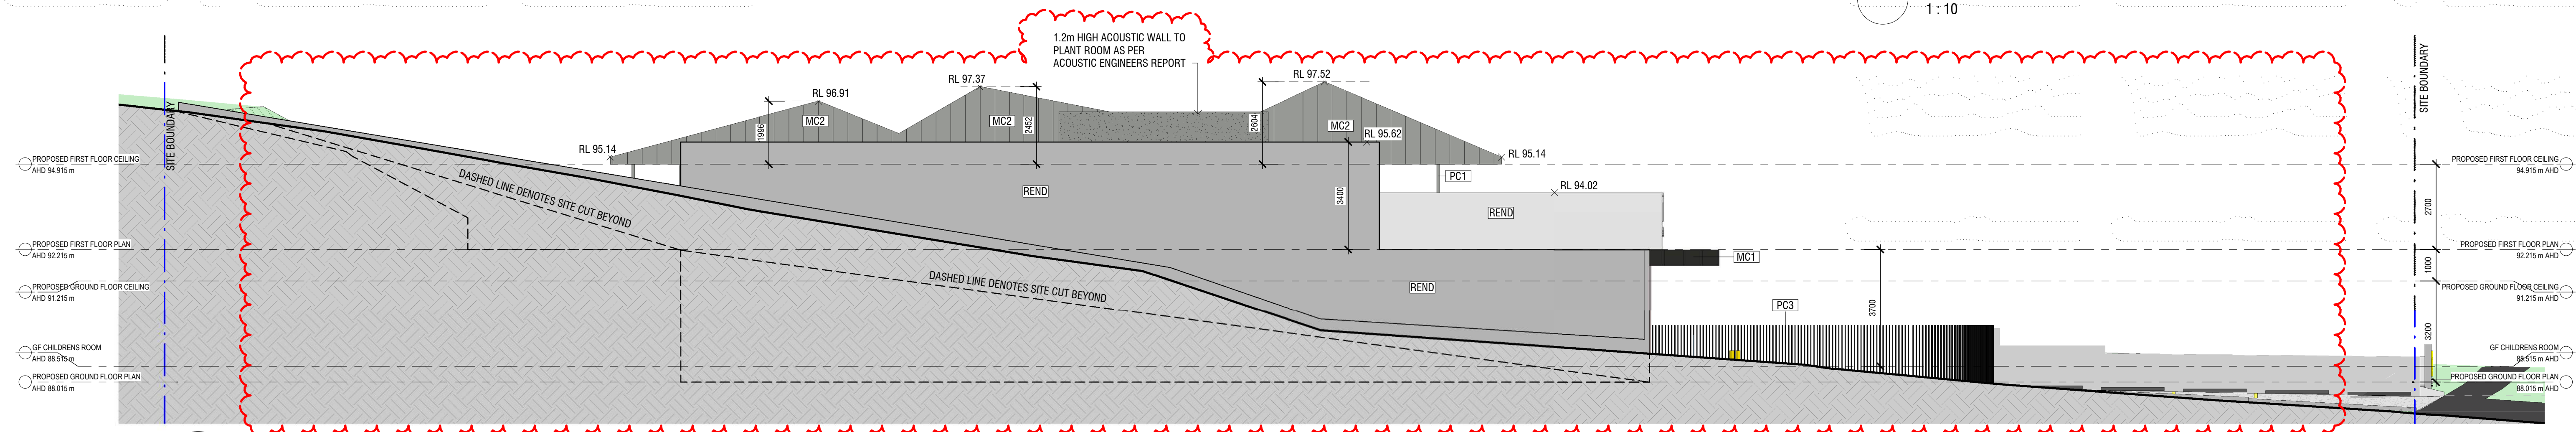 1 : 10
1.2m HIGH ACOUSTIC WALL TO
PLANT ROOM AS PER
ACOUSTIC ENGINEERS REPORT
SITE BOUNDARY
SITE BOUNDARY
RL 96.91
RL 97.37
RL 97.52
MC2
MC2
MC2
1996
2452
2604
RL 95.14
RL 95.62
RL 95.14
PROPOSED FIRST FLOOR CEILING
AHD 94.915 m
PROPOSED FIRST FLOOR CEILING
94.915 m AHD
DASHED LINE DENOTES SITE CUT BEYOND
REND
3400
PC1
RL 94.02
REND
2700
PROPOSED FIRST FLOOR PLAN
AHD 92.215 m
PROPOSED FIRST FLOOR PLAN
92.215 m AHD
MC1
1000
PROPOSED GROUND FLOOR CEILING
AHD 91.215 m
PROPOSED GROUND FLOOR CEILING
91.215 m AHD
DASHED LINE DENOTES SITE CUT BEYOND
REND
PC3
3700
3200
GF CHILDRENS ROOM
AHD 88.515 m
GF CHILDRENS ROOM
88.515 m AHD
PROPOSED GROUND FLOOR PLAN
AHD 88.015 m
PROPOSED GROUND FLOOR PLAN
88.015 m AHD